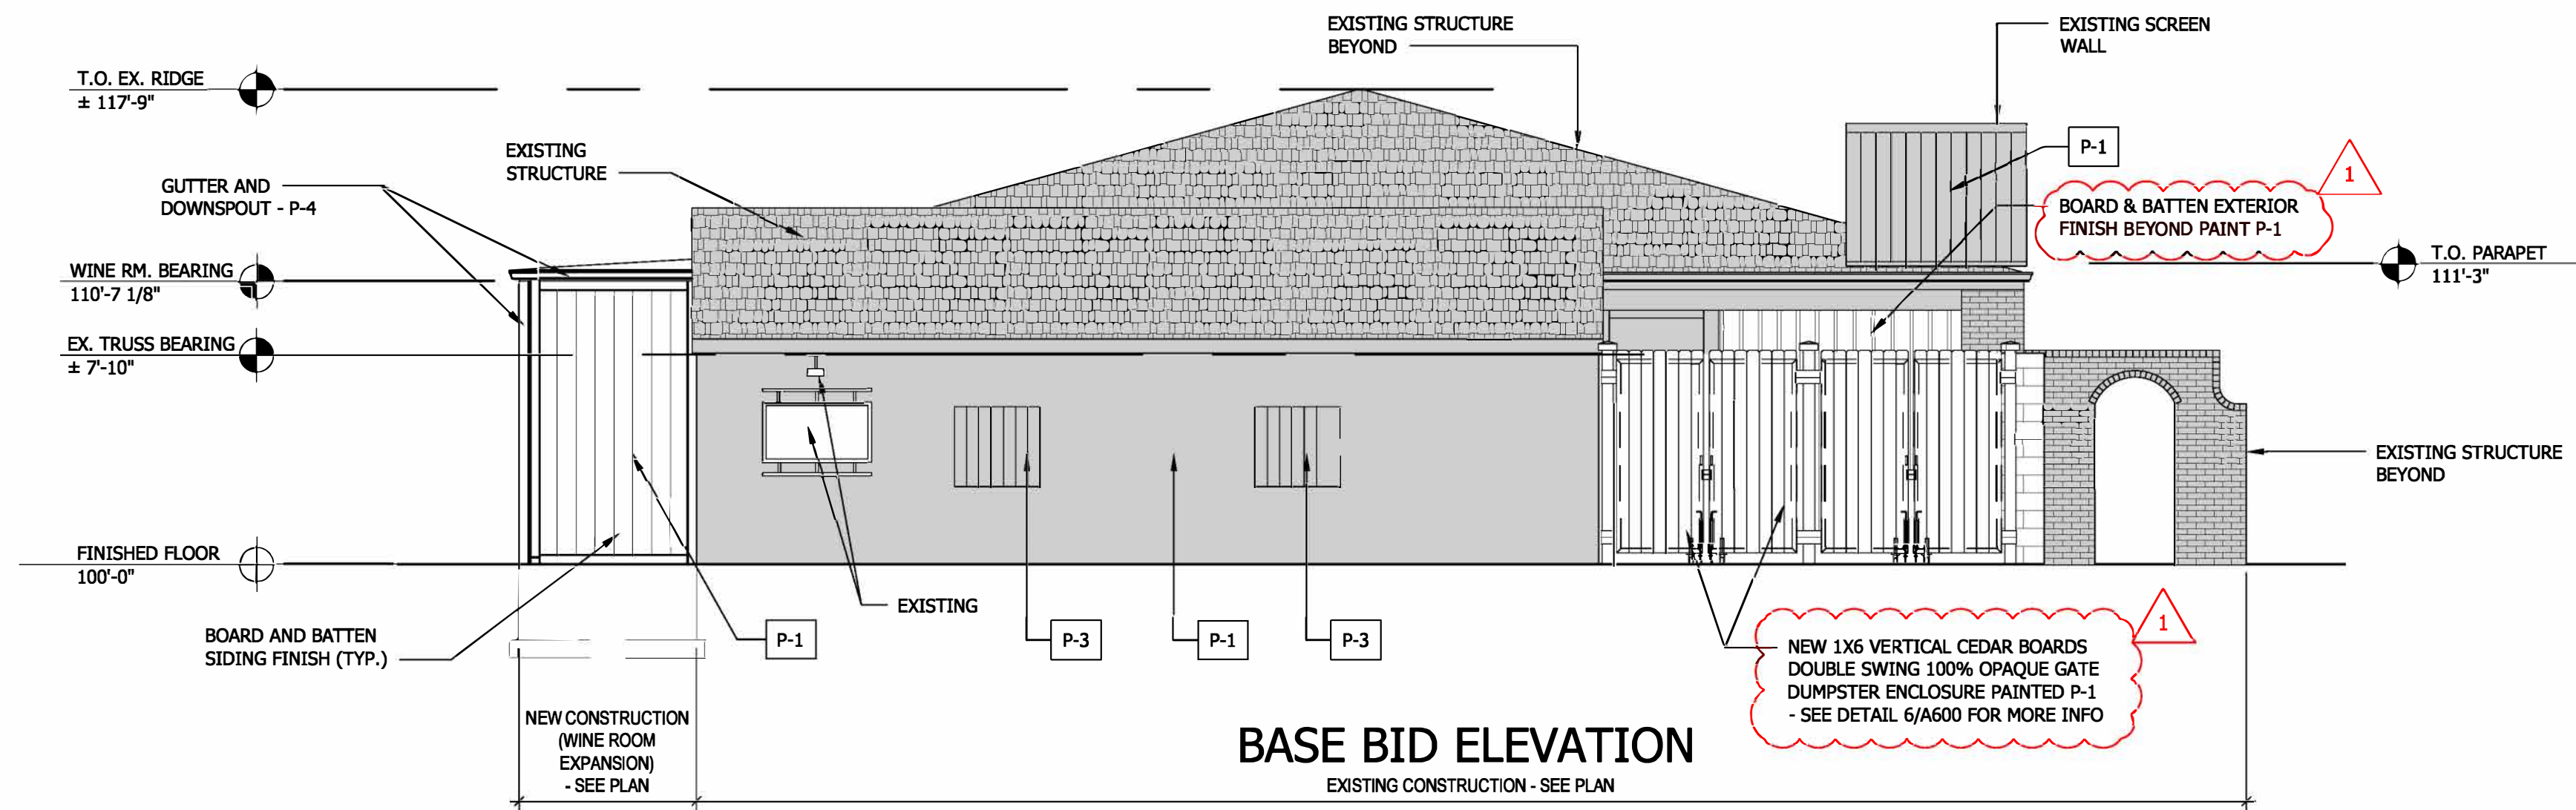 EXISTING STRUCTURE
BEYOND
EXISTING SCREEN
WALL
T.O. EX. RIDGE
± 117'-9"
P-1
1
EXISTING
STRUCTURE
GUTTER AND
DOWNSPOUT - P-4
BOARD & BATTEN EXTERIOR
FINISH BEYOND PAINT P-1
T.O. PARAPET
111'-3"
WINE RM. BEARING
110'-7 1/8"
EX. TRUSS BEARING
± 7'-10"
EXISTING STRUCTURE
BEYOND
FINISHED FLOOR
100'-0"
EXISTING
BOARD AND BATTEN
SIDING FINISH (TYP.)
P-1
P-3
P-1
P-3
1
NEW 1X6 VERTICAL CEDAR BOARDS
DOUBLE SWING 100% OPAQUE GATE
DUMPSTER ENCLOSURE PAINTED P-1
- SEE DETAIL 6/A600 FOR MORE INFO
NEW CONSTRUCTION
(WINE ROOM
EXPANSION)
- SEE PLAN
BASE BID ELEVATION
EXISTING CONSTRUCTION - SEE PLAN